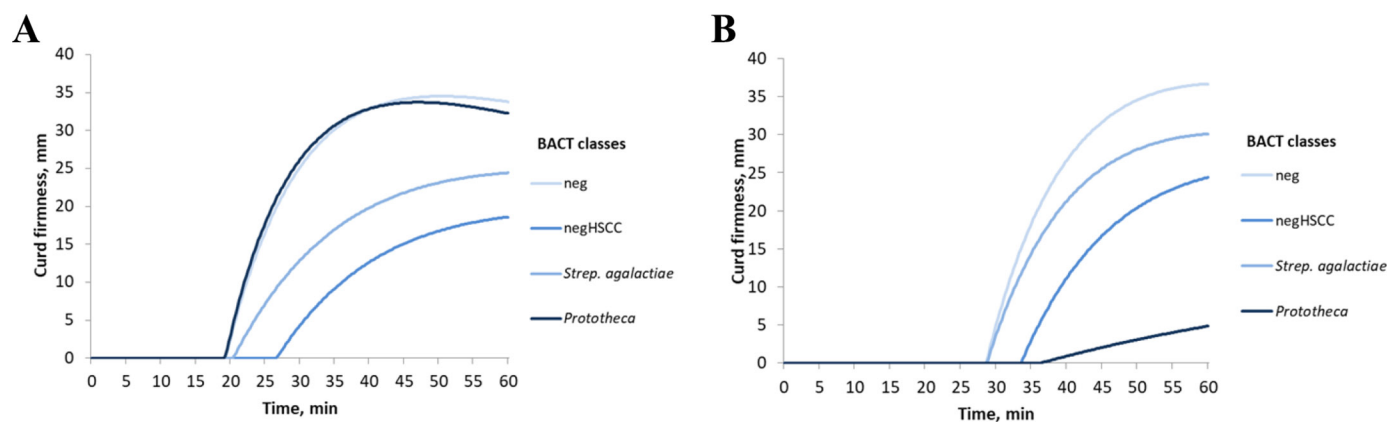 A
Curd firmness, mm
40
35
30
25
20
15
10
5
0
0 5 10 15 20 25 30 35 40 45 50 55 60
Time, min
BACT classes
neg
negHSCC
Strep. agalactiae
Prototheca
B
Curd firmness, mm
40
35
30
25
20
15
10
5
0
0 5 10 15 20 25 30 35 40 45 50 55 60
Time, min
BACT classes
neg
negHSCC
Strep. agalactiae
Prototheca